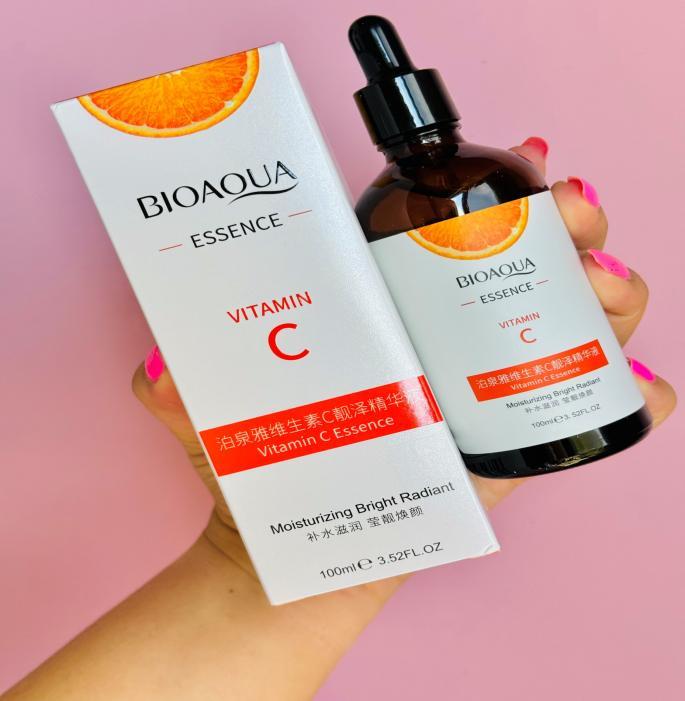 BIOAQUA
ESSENCE
VITAMIN
C
泊泉雅维生素C靓泽精华液
Vitamin C Essence
Moisturizing Bright Radiant
补水滋润 莹靓焕颜
100ml℮ 3.52FL.OZ
BIOAQUA
ESSENCE
VITAMIN
C
泊泉雅维生素C靓泽精华液
Vitamin C Essence
Moisturizing Bright Radiant
补水滋润 莹靓焕颜
100ml℮ 3.52FL.OZ